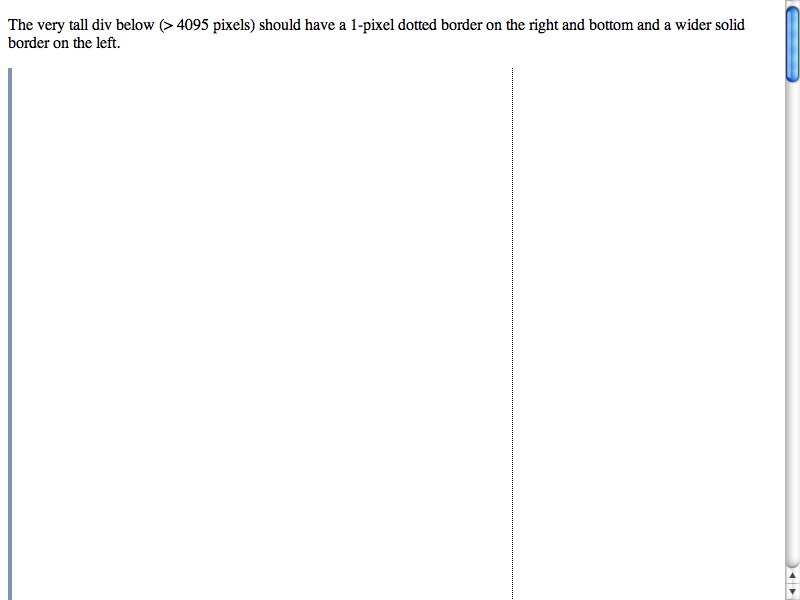 The very tall div below (> 4095 pixels) should have a 1-pixel dotted border on the right and bottom and a wider solid
border on the left.